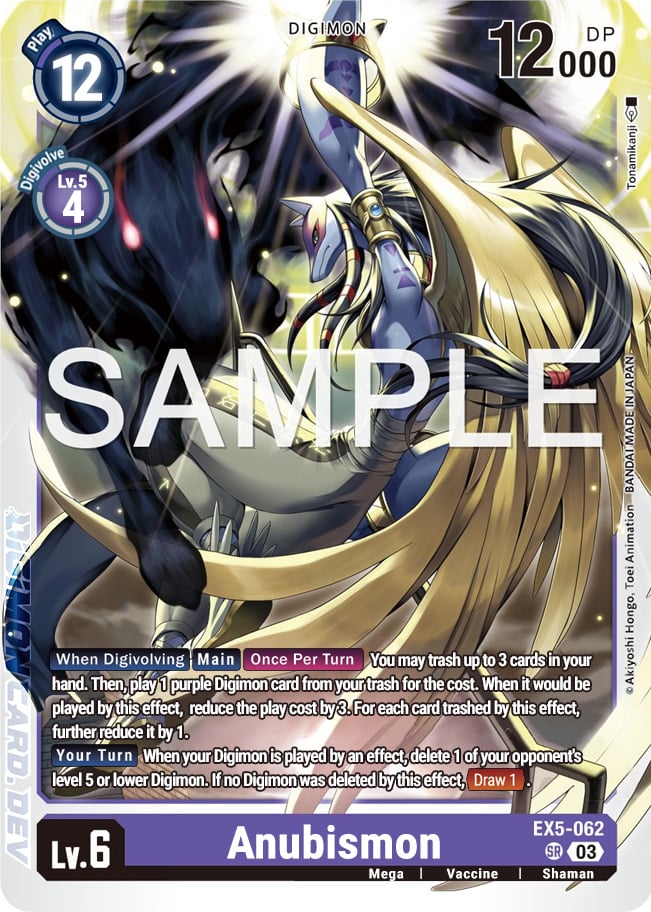 Play
12
DIGIMON
12000
DP
Digivolve
Lv.5
4
Tonamikanji
SAMPLE
© Akiyoshi Hongo, Toei Animation BANDAI MADE IN JAPAN
DIGIMON CARD.DEV
When Digivolving Main Once Per Turn You may trash up to 3 cards in your
hand. Then, play 1 purple Digimon card from your trash for the cost. When it would be
played by this effect, reduce the play cost by 3. For each card trashed by this effect,
further reduce it by 1.
Your Turn When your Digimon is played by an effect, delete 1 of your opponent's
level 5 or lower Digimon. If no Digimon was deleted by this effect, Draw 1 .
Lv.6
Anubismon
EX5-062
SR 03
Mega | Vaccine | Shaman